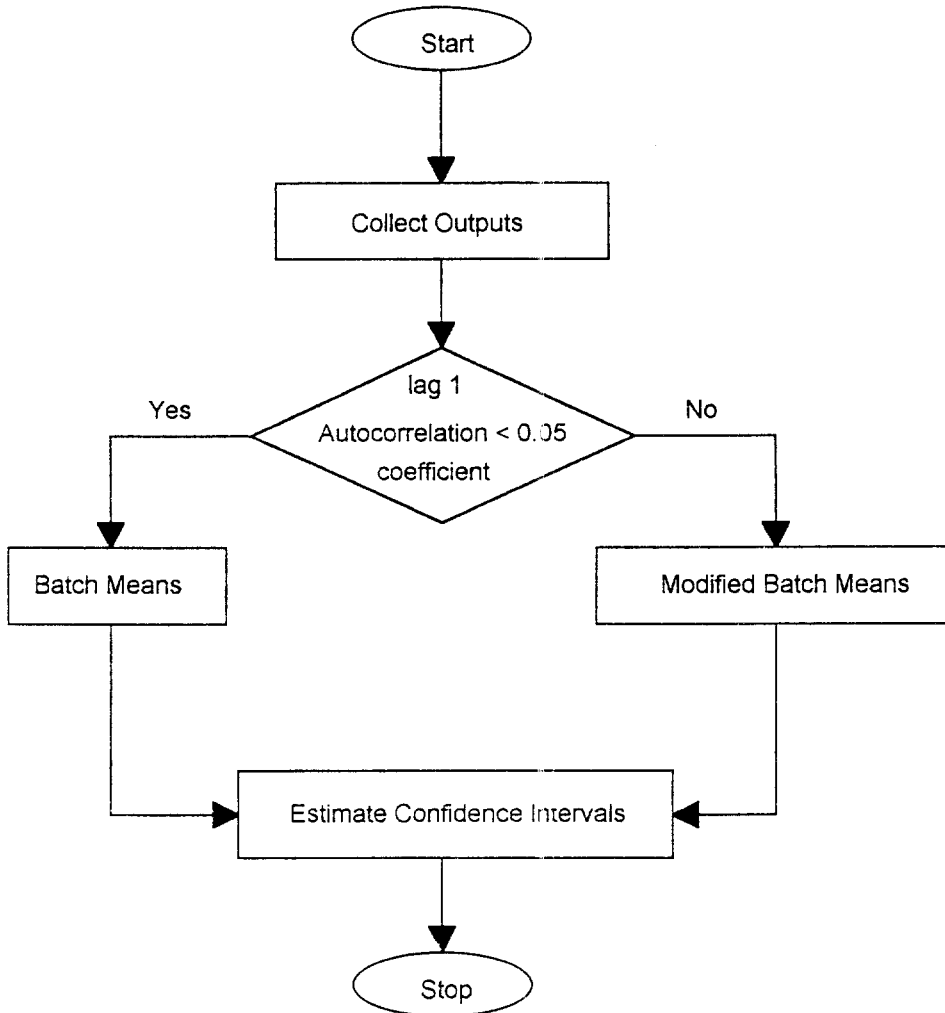 Start
Collect Outputs
lag 1
Autocorrelation < 0.05
coefficient
Yes
No
Batch Means
Modified Batch Means
Estimate Confidence Intervals
Stop